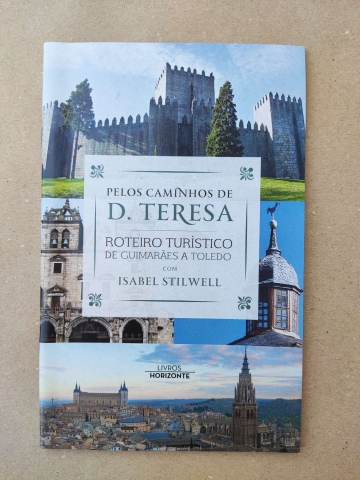 PELOS CAMINHOS DE
D. TERESA
ROTEIRO TURÍSTICO
DE GUIMARÃES A TOLEDO
COM
ISABEL STILWELL
LIVROS
HORIZONTE